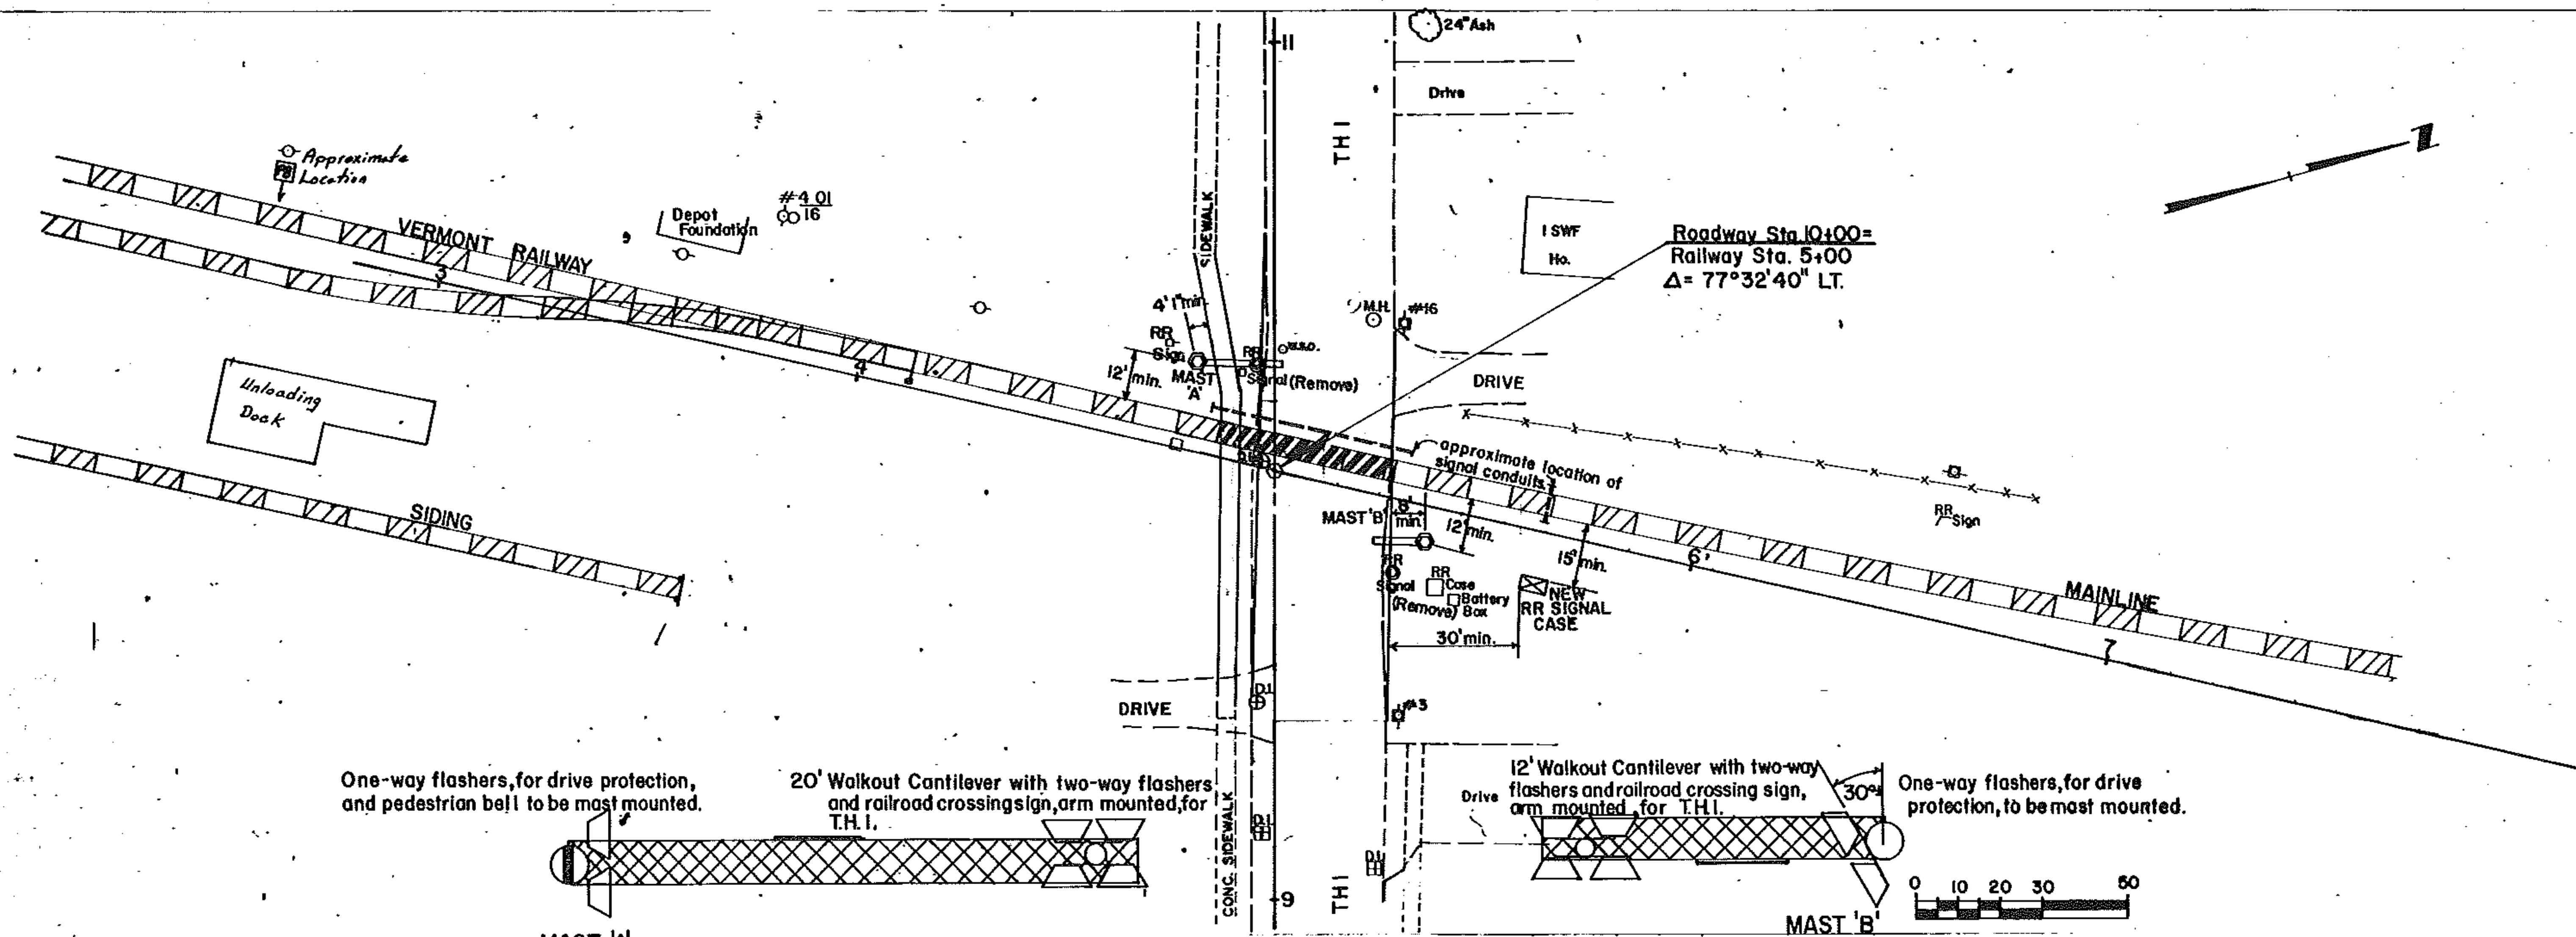 24" Ash
11
Drive
TH I
Approximate
Location
PB
VERMONT RAILWAY
Depot
Foundation
#4 01
16
SIDEWALK
1 SWF
Ho.
Roadway Sta. 10+00=
Railway Sta. 5+00
Δ= 77°32'40" LT.
Z
3
4' 1" min.
M.H.
#16
RR
Sign
RR
Signal (Remove)
12' min.
MAST
'A'
4
DRIVE
Unloading
Dock
approximate location of
signal conduits.
RR
Sign
SIDING
MAST 'B'
8'
min.
12' min.
15' min.
6
RR
Signal
(Remove)
RR
Case
Battery
Box
NEW
RR SIGNAL
CASE
30' min.
MAINLINE
7
D.I.
DRIVE
#3
One-way flashers, for drive protection,
and pedestrian bell to be mast mounted.
20' Walkout Cantilever with two-way flashers
and railroad crossing sign, arm mounted, for
T.H. I.
CONC. SIDEWALK
D.I.
TH I
9
D.I.
Drive
12' Walkout Cantilever with two-way
flashers and railroad crossing sign,
arm mounted, for T.H. I.
30°
One-way flashers, for drive
protection, to be mast mounted.
0 10 20 30 50
MAST 'B'